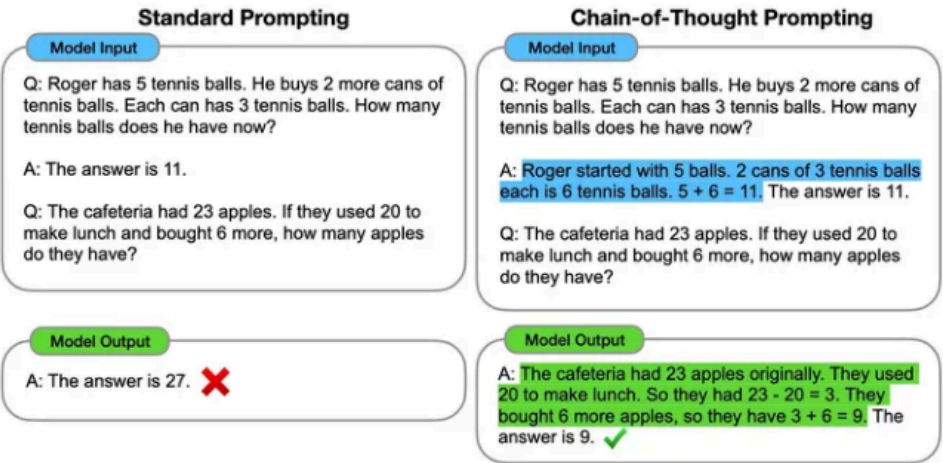 Standard Prompting
Model Input
Q: Roger has 5 tennis balls. He buys 2 more cans of
tennis balls. Each can has 3 tennis balls. How many
tennis balls does he have now?
A: The answer is 11.
Q: The cafeteria had 23 apples. If they used 20 to
make lunch and bought 6 more, how many apples
do they have?
Model Output
A: The answer is 27.
Chain-of-Thought Prompting
Model Input
Q: Roger has 5 tennis balls. He buys 2 more cans of
tennis balls. Each can has 3 tennis balls. How many
tennis balls does he have now?
A: Roger started with 5 balls. 2 cans of 3 tennis balls
each is 6 tennis balls. 5 + 6 = 11. The answer is 11.
Q: The cafeteria had 23 apples. If they used 20 to
make lunch and bought 6 more, how many apples
do they have?
Model Output
A: The cafeteria had 23 apples originally. They used
20 to make lunch. So they had 23 - 20 = 3. They
bought 6 more apples, so they have 3 + 6 = 9. The
answer is 9.